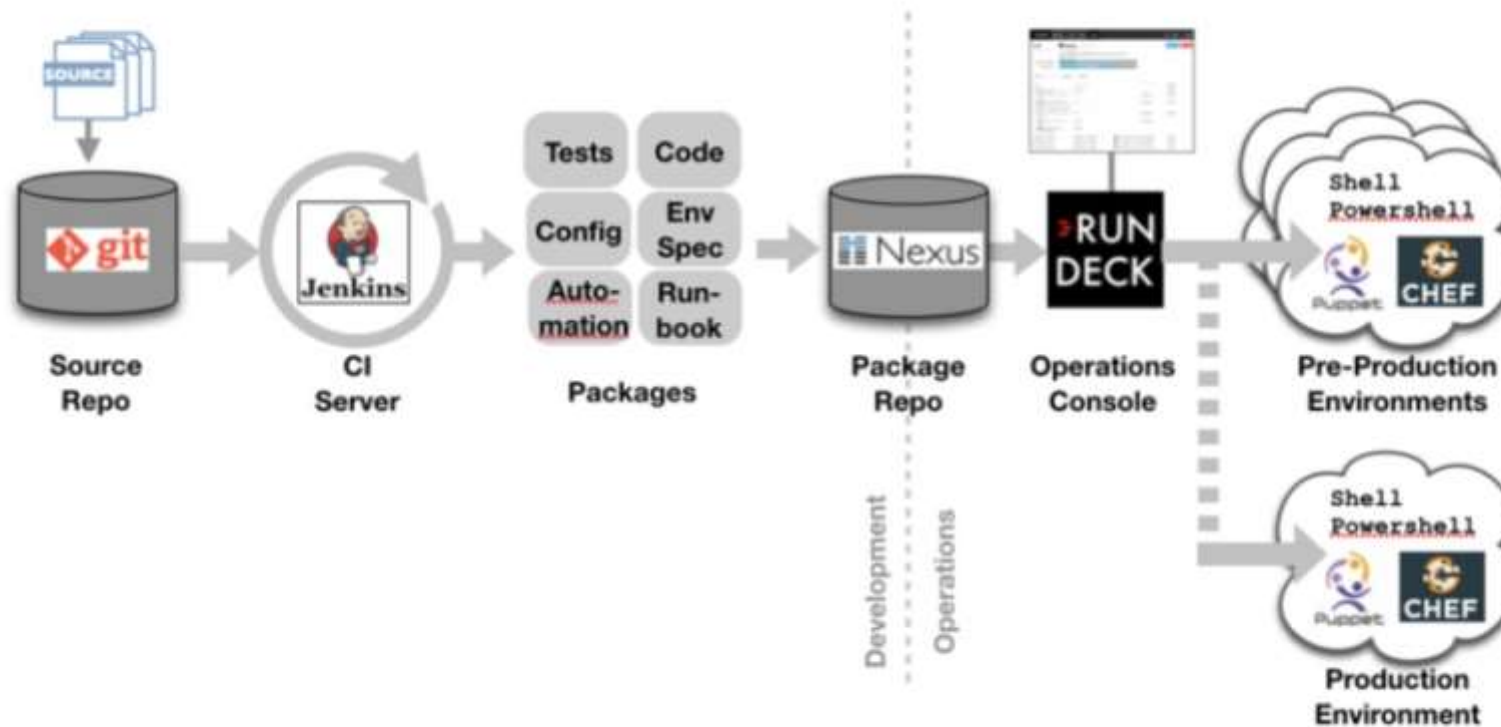 SOURCE
git
Source
Repo
Jenkins
CI
Server
Tests
Code
Config
Env
Spec
Auto-
mation
Run-
book
Packages
Nexus
Package
Repo
RUN
DECK
Operations
Console
Shell
Powershell
Puppet
CHEF
Pre-Production
Environments
Development
Operations
Shell
Powershell
Puppet
CHEF
Production
Environment